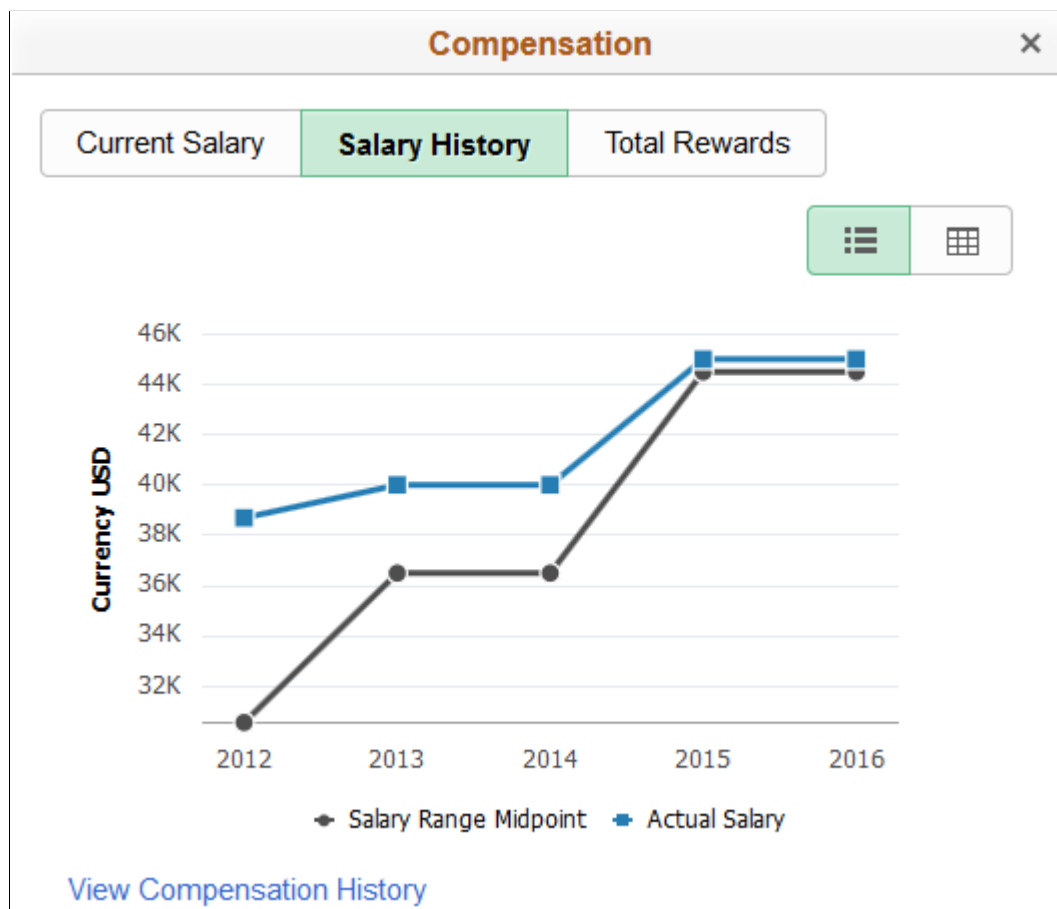 Compensation ×
Current Salary Salary History Total Rewards
46K
44K
42K
40K
38K
36K
34K
32K
Currency USD
2012 2013 2014 2015 2016
Salary Range Midpoint Actual Salary
View Compensation History